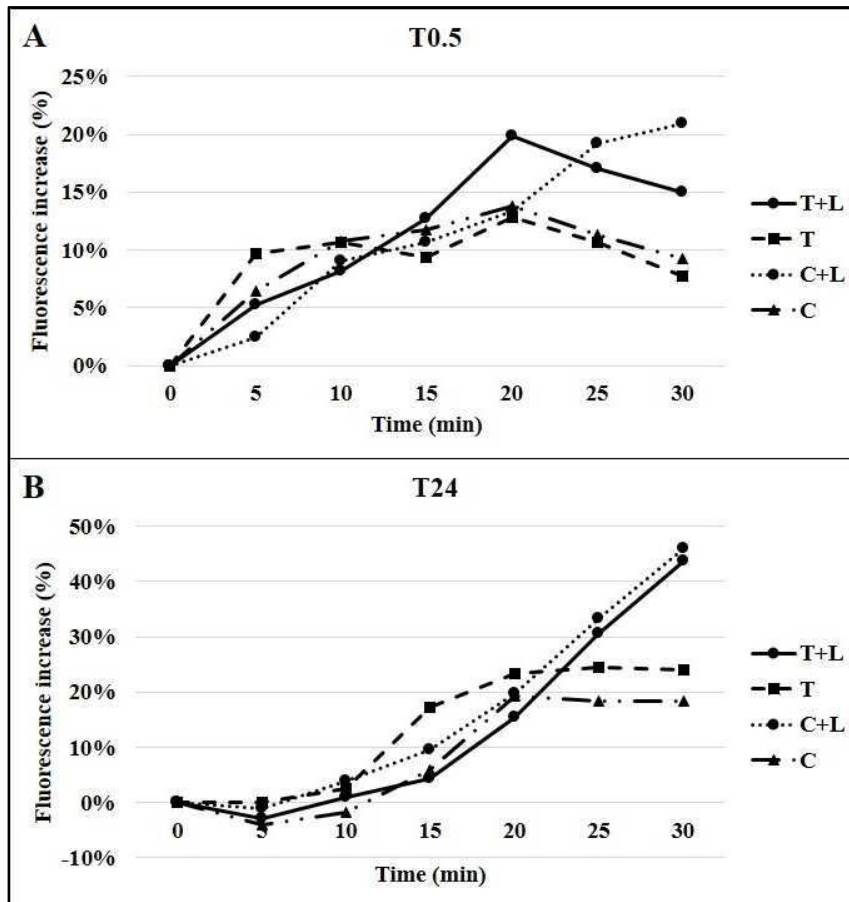 A
T0.5
Fluorescence increase (%)
25%
20%
15%
10%
5%
0%
0 5 10 15 20 25 30
Time (min)
T+L
T
C+L
C
B
T24
Fluorescence increase (%)
50%
40%
30%
20%
10%
0%
-10%
0 5 10 15 20 25 30
Time (min)
T+L
T
C+L
C